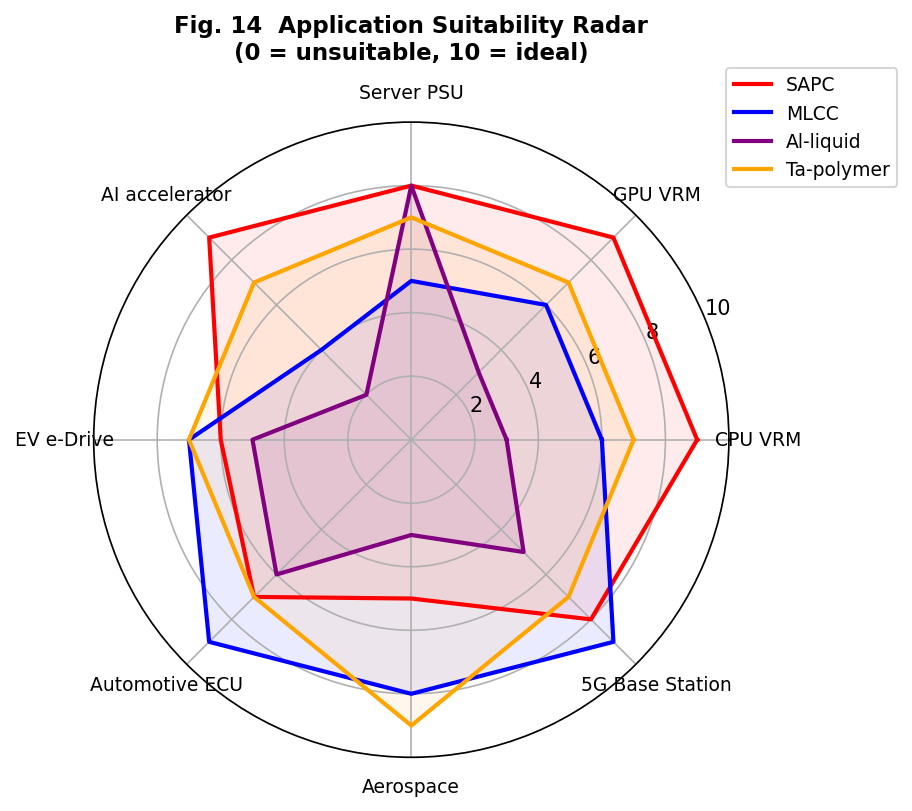 Fig. 14  Application Suitability Radar
(0 = unsuitable, 10 = ideal)
SAPC
MLCC
Al-liquid
Ta-polymer
Server PSU
AI accelerator
GPU VRM
10
8
6
4
2
EV e-Drive
CPU VRM
Automotive ECU
5G Base Station
Aerospace